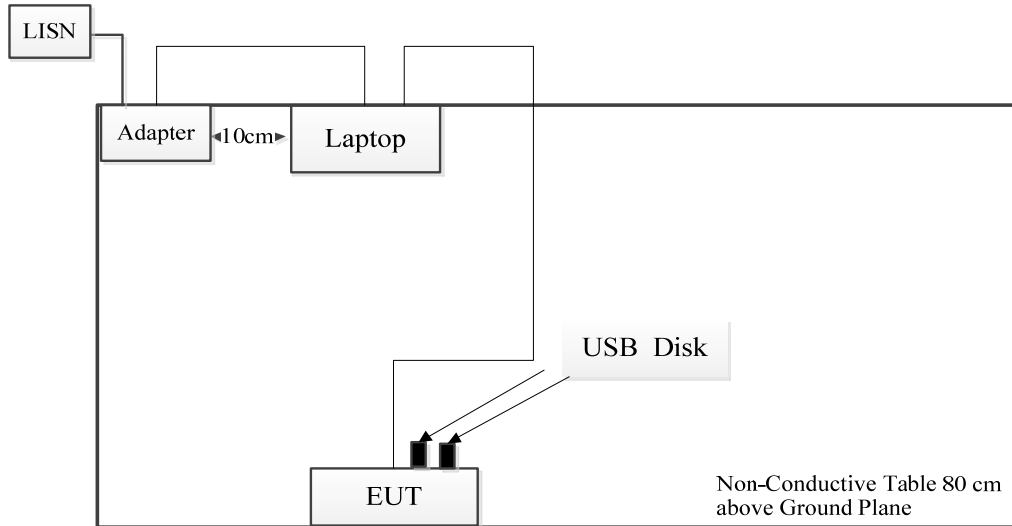 LISN
Adapter
10cm
Laptop
USB Disk
EUT
Non-Conductive Table 80 cm
above Ground Plane